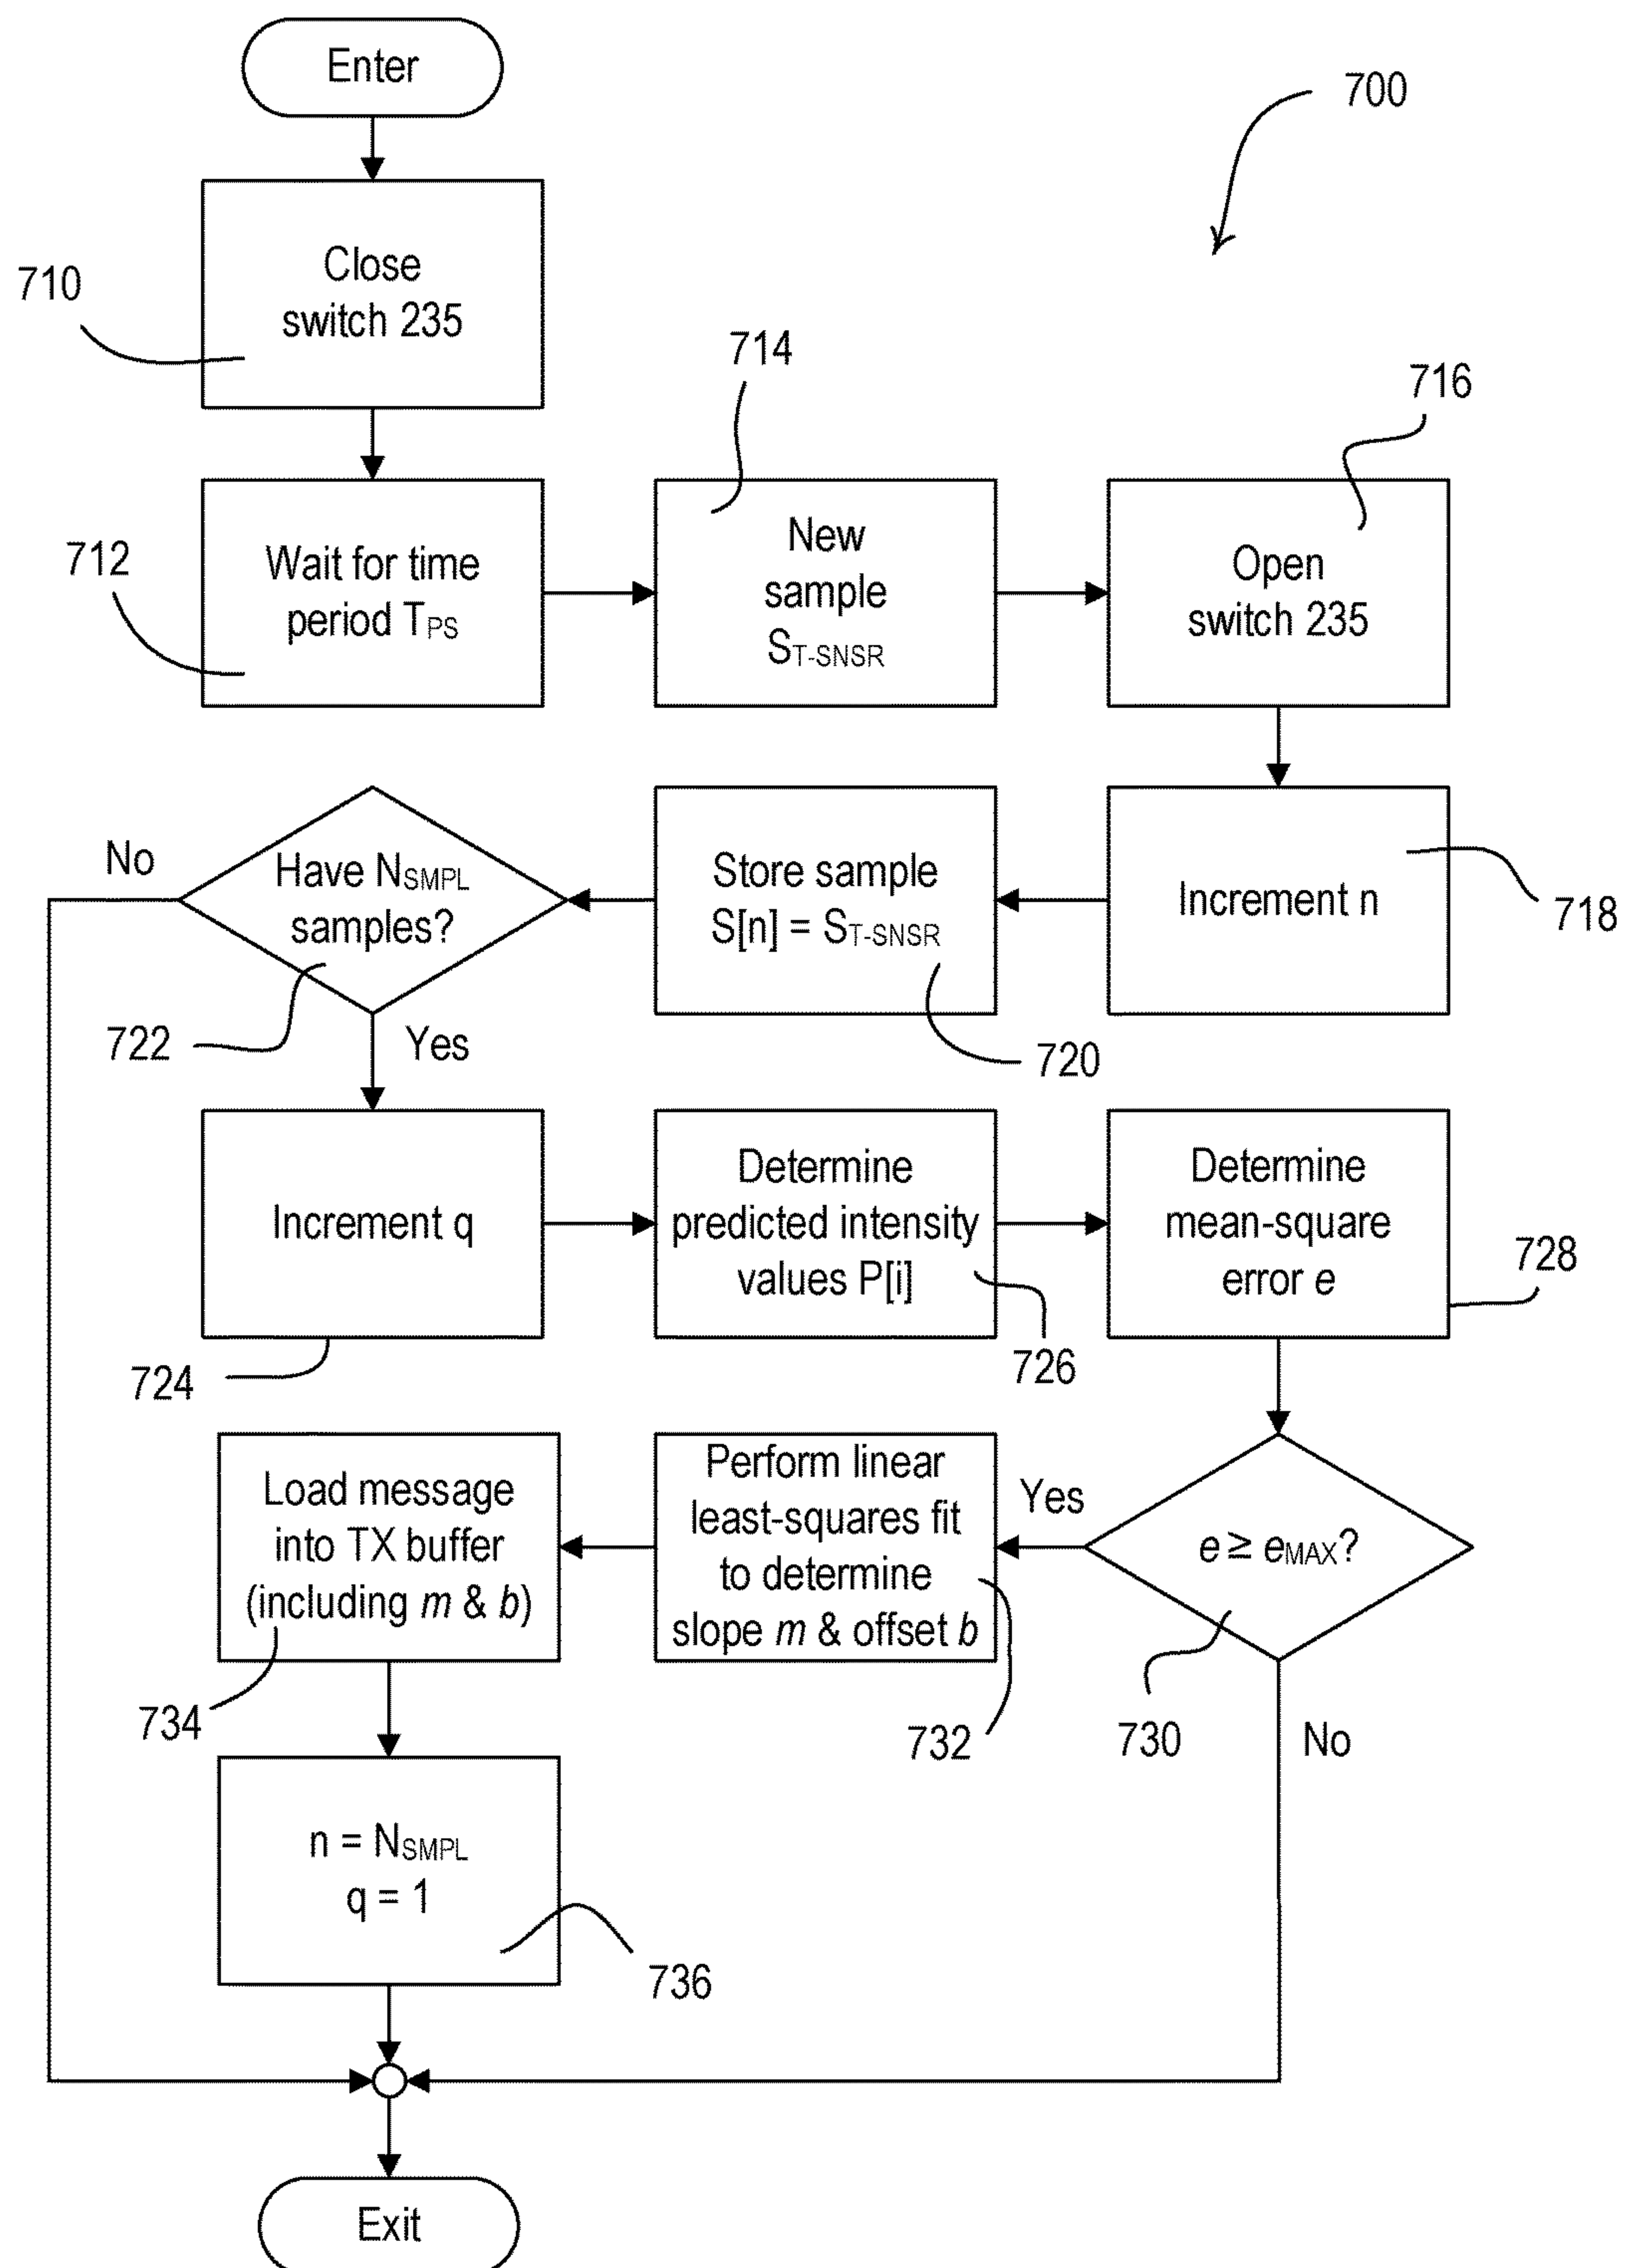 Enter
700
Close
switch 235
710
714
716
712
Wait for time
period TPS
New
sample
ST-SNSR
Open
switch 235
No
Have NSMPL
samples?
Store sample
S[n] = ST-SNSR
Increment n
718
722
Yes
720
Increment q
Determine
predicted intensity
values P[i]
Determine
mean-square
error e
728
724
726
Load message
into TX buffer
(including m & b)
Perform linear
least-squares fit
to determine
slope m & offset b
Yes
e ≥ eMAX?
734
732
730
No
n = NSMPL
q = 1
736
Exit